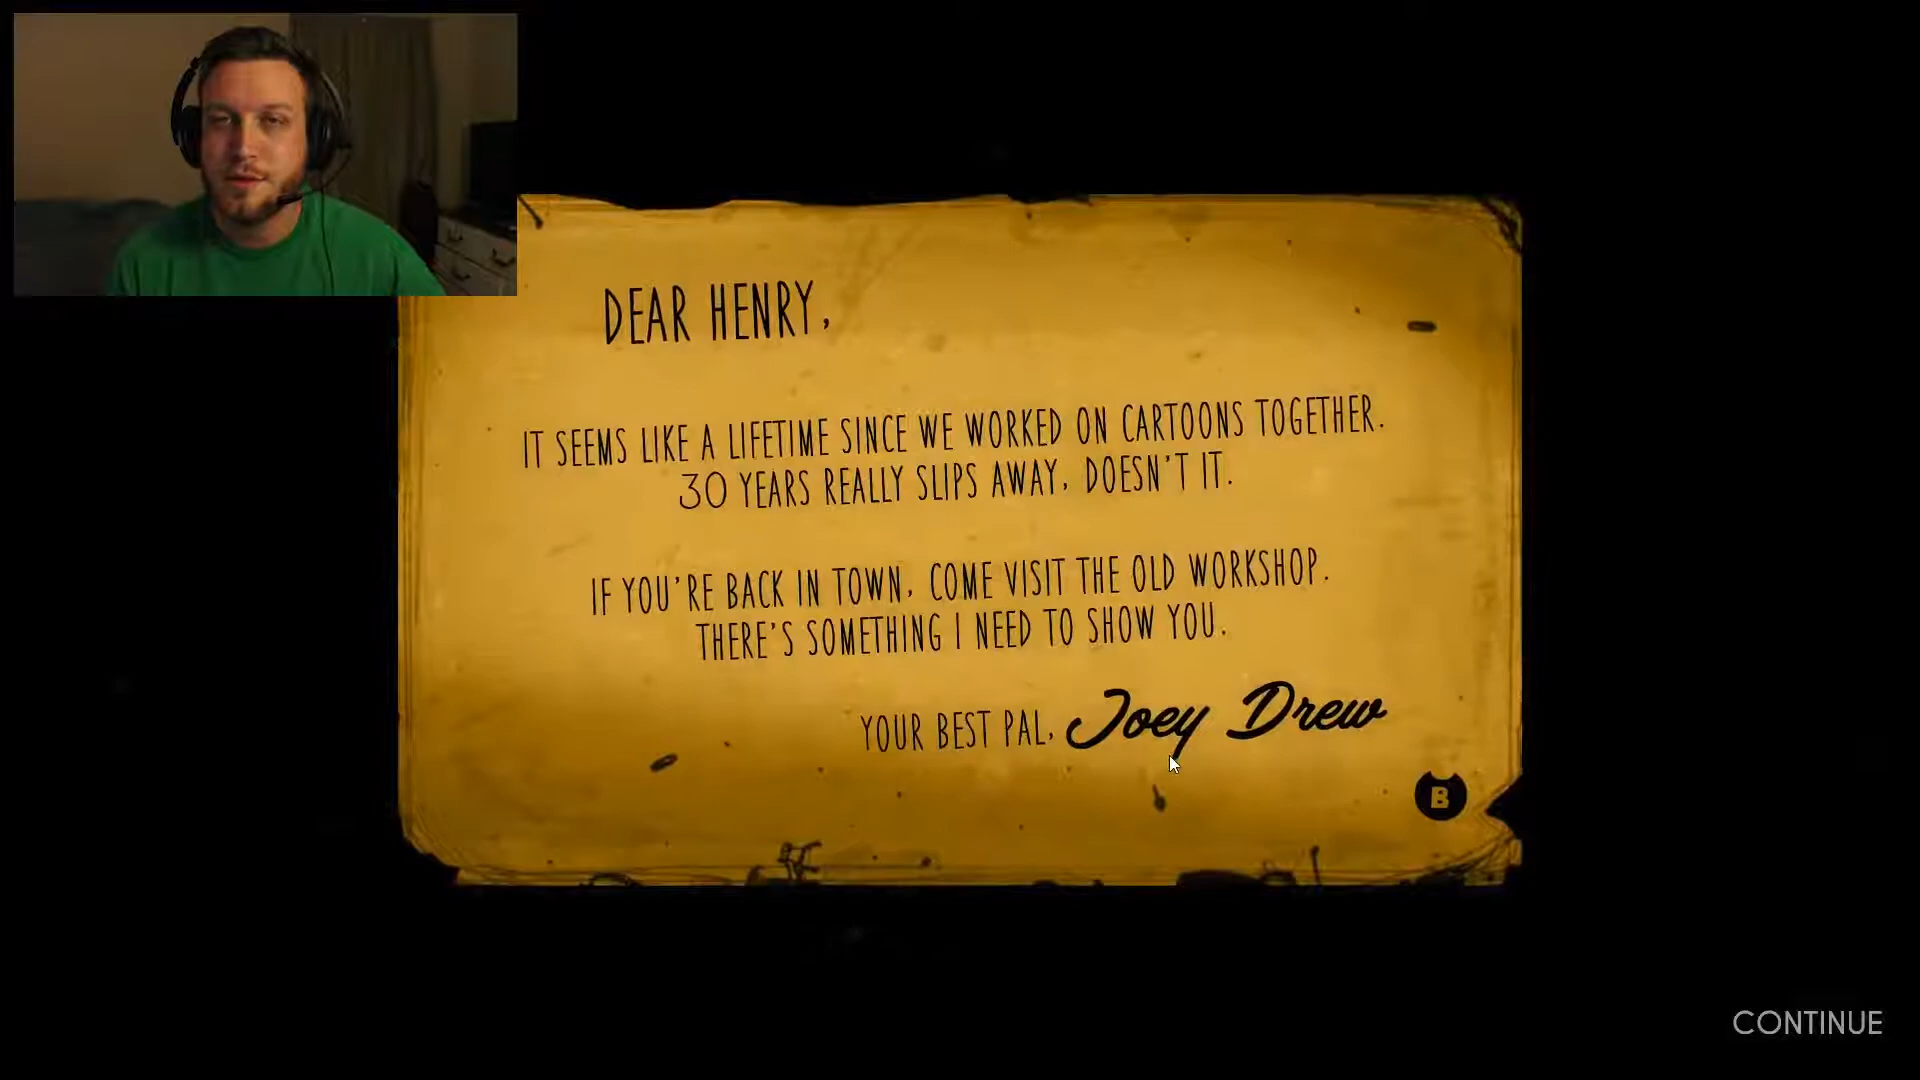 DEAR HENRY,
IT SEEMS LIKE A LIFETIME SINCE WE WORKED ON CARTOONS TOGETHER.
30 YEARS REALLY SLIPS AWAY, DOESN'T IT.
IF YOU'RE BACK IN TOWN, COME VISIT THE OLD WORKSHOP.
THERE'S SOMETHING I NEED TO SHOW YOU.
YOUR BEST PAL, Joey Drew
B
CONTINUE